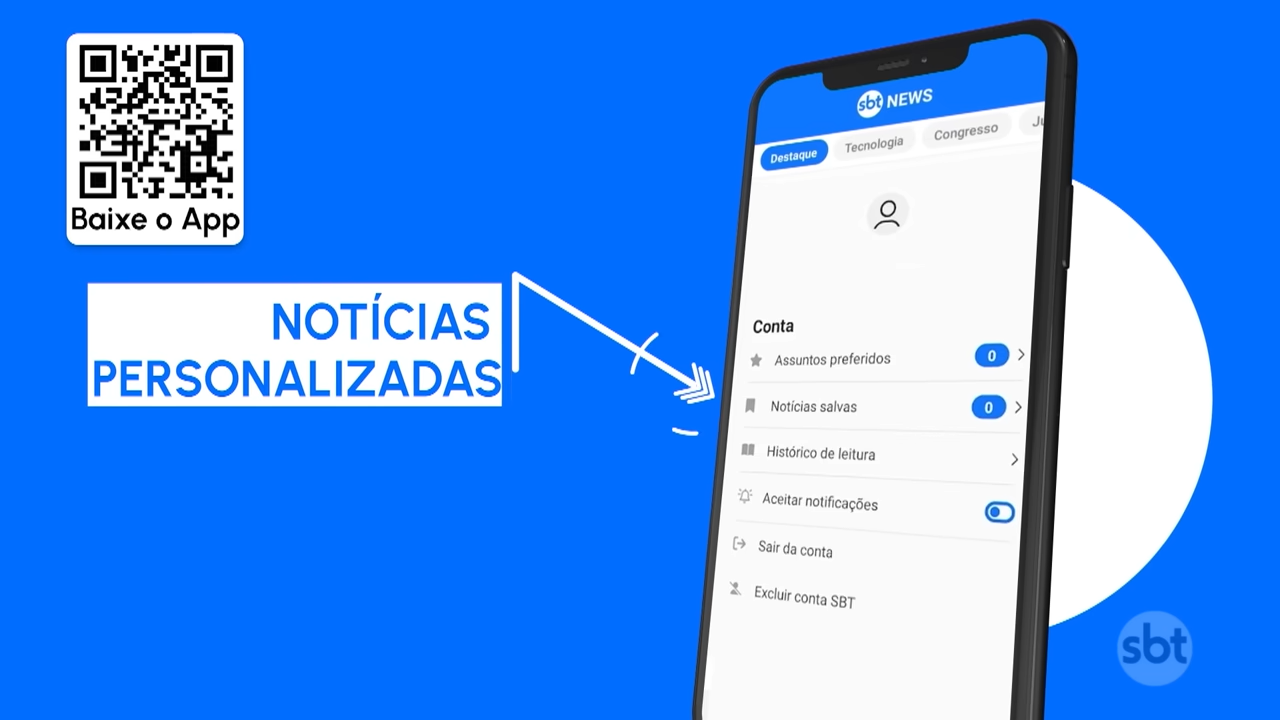 Baixe o App
NOTÍCIAS
PERSONALIZADAS
sbt NEWS
Destaque
Tecnologia
Congresso
Ju
Conta
Assuntos preferidos
0
Notícias salvas
0
Histórico de leitura
Aceitar notificações
Sair da conta
Excluir conta SBT
sbt